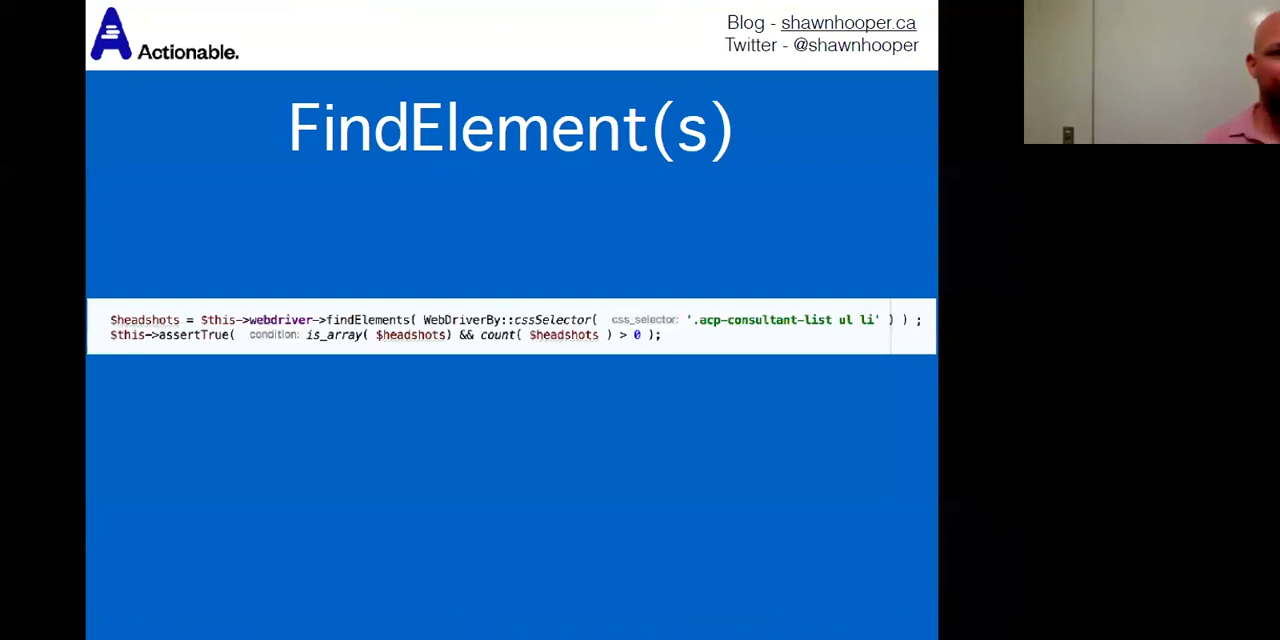 Actionable.
Blog - shawnhooper.ca
Twitter - @shawnhooper
FindElement(s)
$headshots = $this->webdriver->findElements( WebDriverBy::cssSelector( css_selector: '.acp-consultant-list ul li' ) ) ;
$this->assertTrue( condition: is_array( $headshots) && count( $headshots ) > 0 );